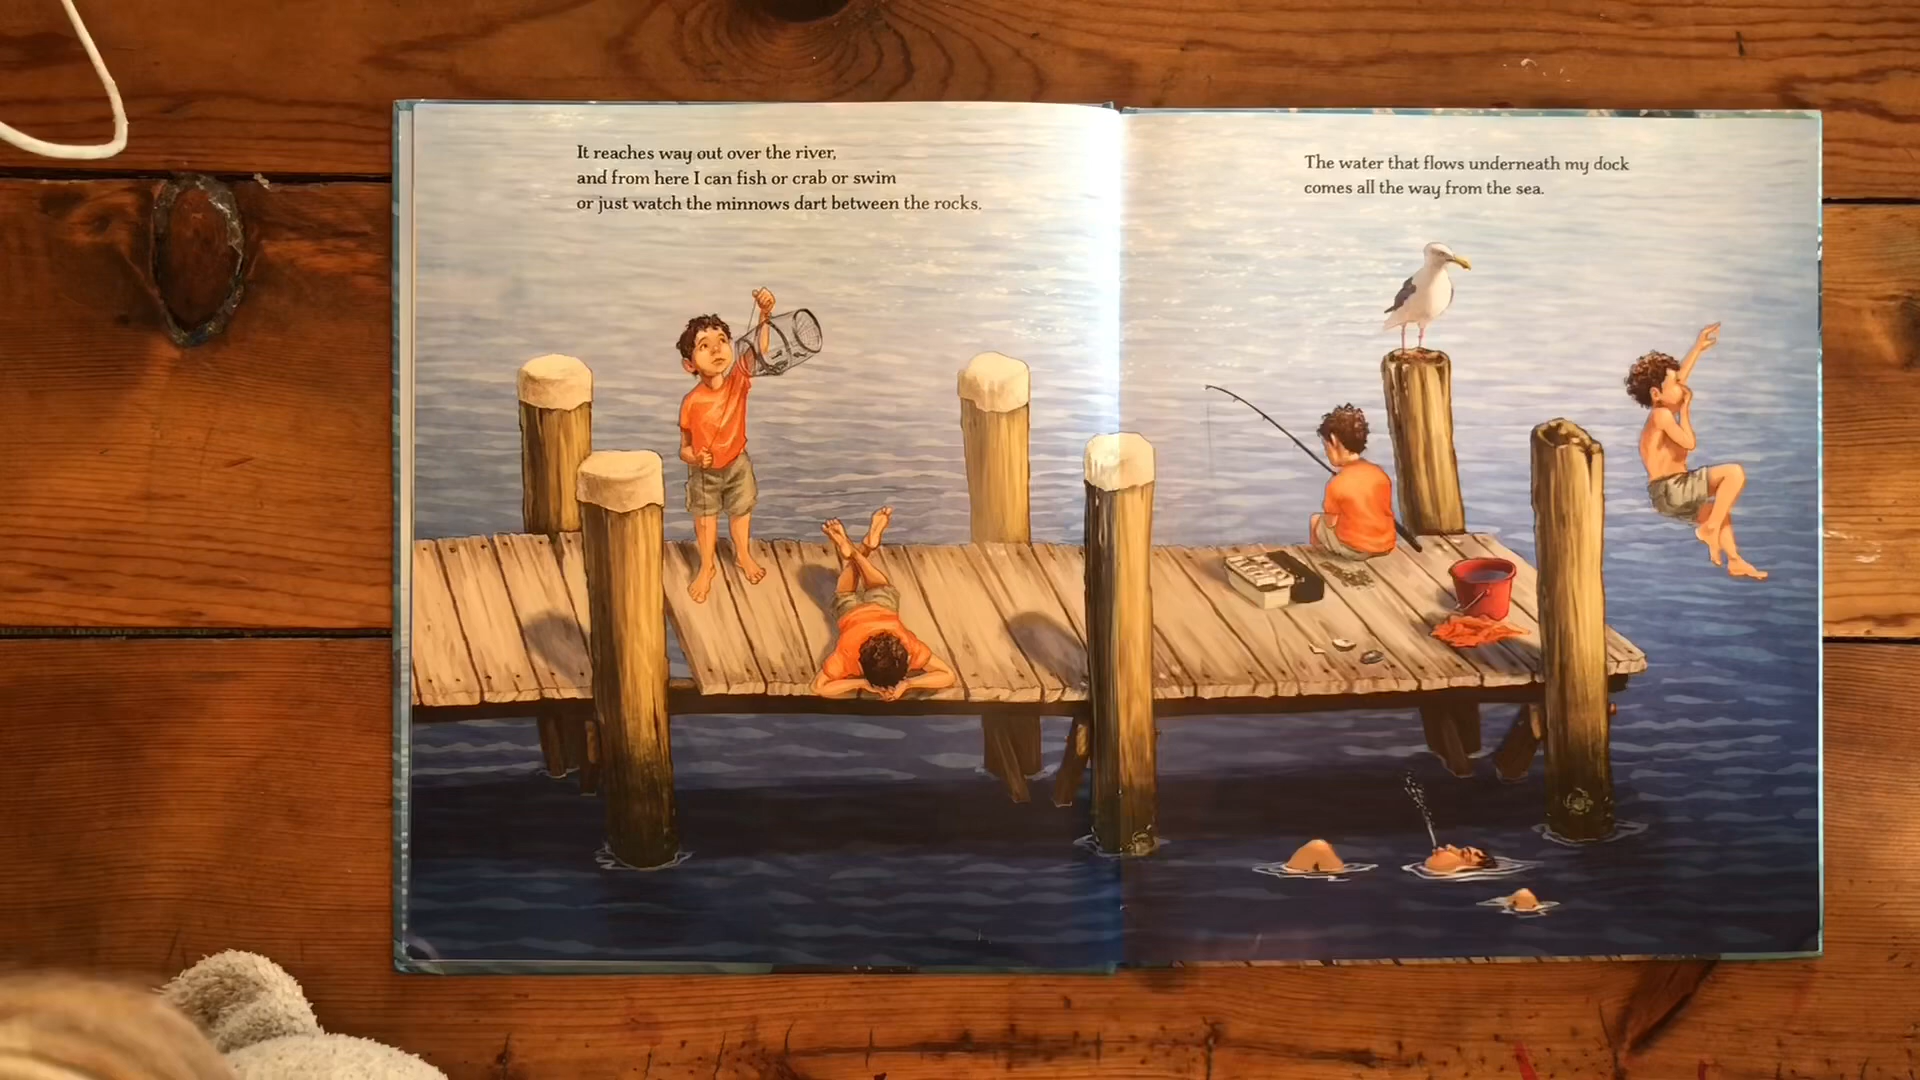 It reaches way out over the river,
and from here I can fish or crab or swim
or just watch the minnows dart between the rocks.
The water that flows underneath my dock
comes all the way from the sea.